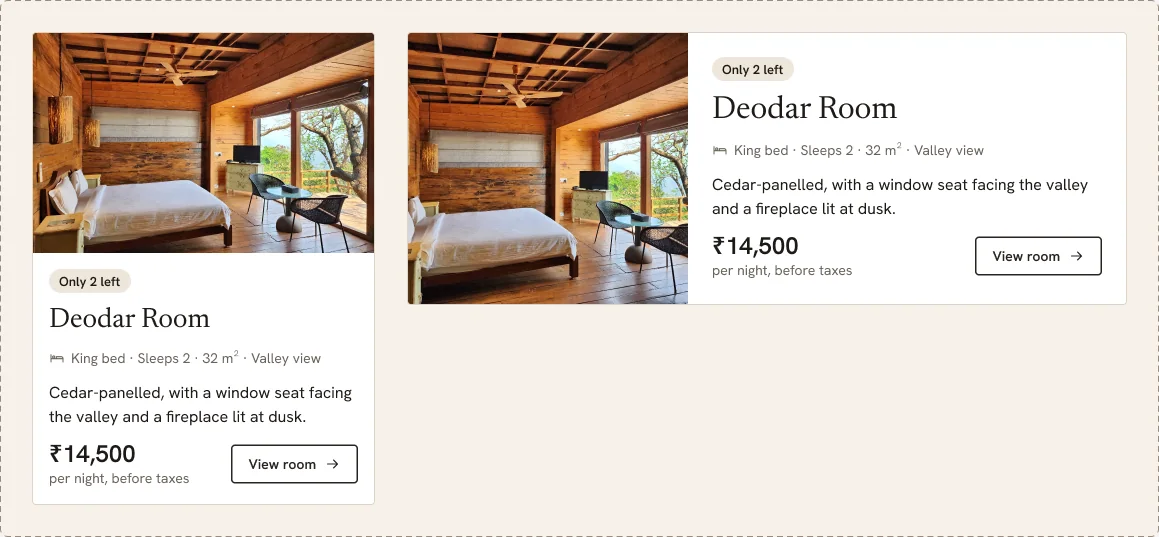 Only 2 left
Deodar Room
King bed · Sleeps 2 · 32 m² · Valley view
Cedar-panelled, with a window seat facing
the valley and a fireplace lit at dusk.
₹14,500
per night, before taxes
View room →
Only 2 left
Deodar Room
King bed · Sleeps 2 · 32 m² · Valley view
Cedar-panelled, with a window seat facing the valley
and a fireplace lit at dusk.
₹14,500
per night, before taxes
View room →